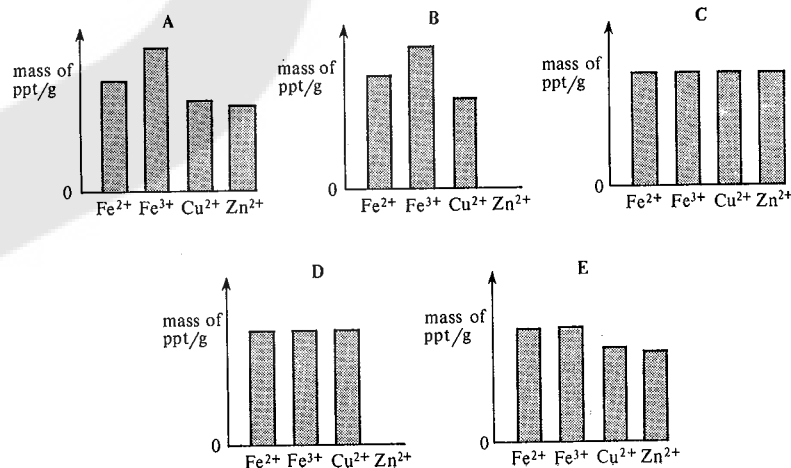 A
mass of
ppt/g
0
Fe²⁺ Fe³⁺ Cu²⁺ Zn²⁺
B
mass of
ppt/g
0
Fe²⁺ Fe³⁺ Cu²⁺ Zn²⁺
C
mass of
ppt/g
0
Fe²⁺ Fe³⁺ Cu²⁺ Zn²⁺
D
mass of
ppt/g
0
Fe²⁺ Fe³⁺ Cu²⁺ Zn²⁺
E
mass of
ppt/g
0
Fe²⁺ Fe³⁺ Cu²⁺ Zn²⁺